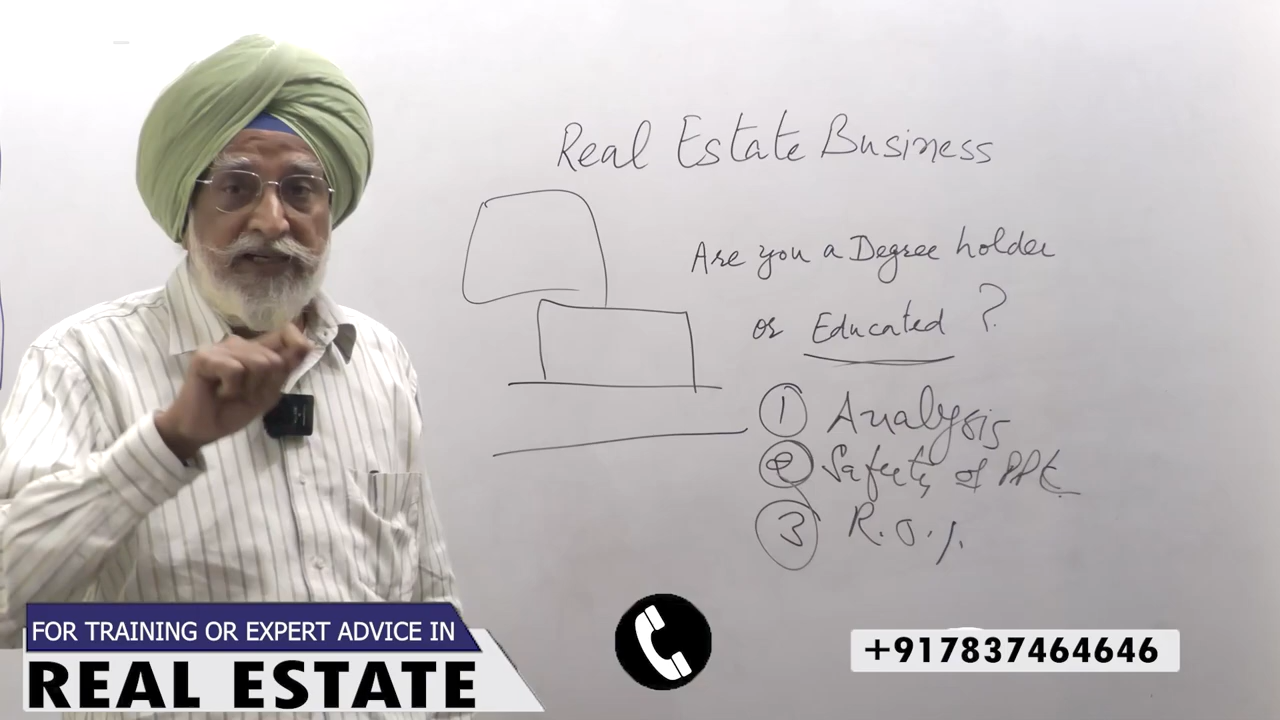 Real Estate Business
Are you a Degree holder
or Educated ?
1 Analysis
2 Safety of PPt
3 R.O.I.
FOR TRAINING OR EXPERT ADVICE IN
REAL ESTATE
+917837464646